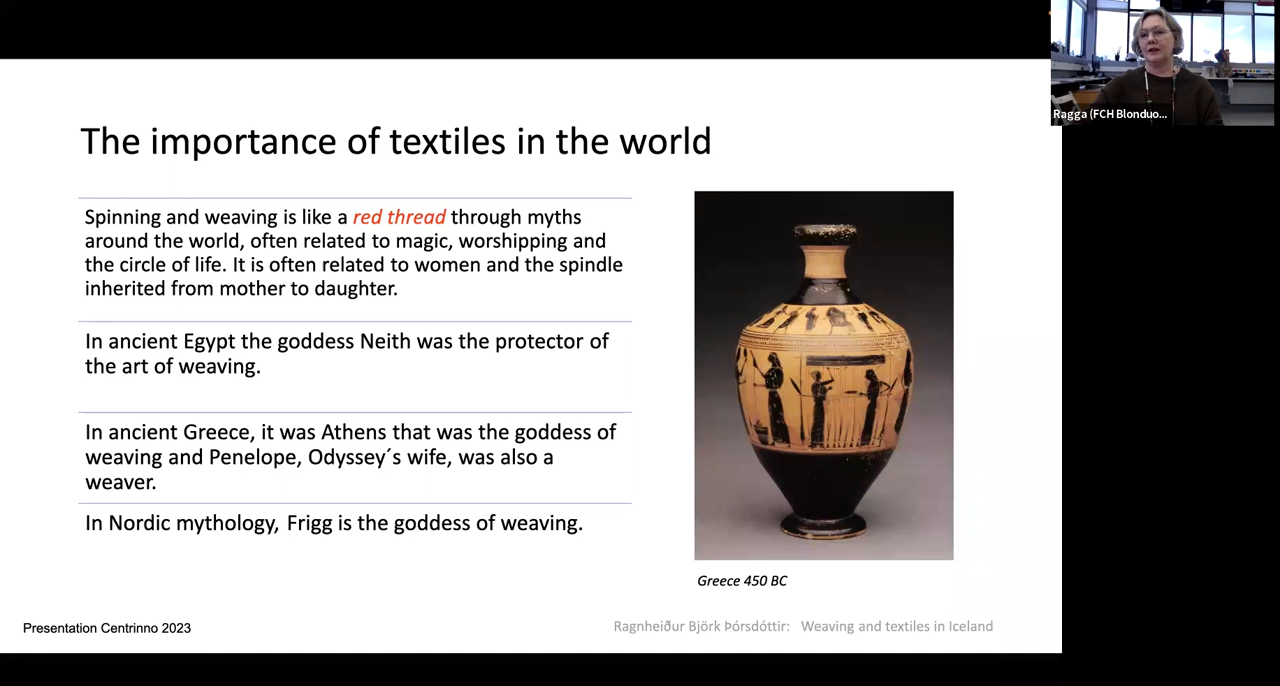 Ragga (FCH Blonduo...
The importance of textiles in the world
Spinning and weaving is like a red thread through myths
around the world, often related to magic, worshipping and
the circle of life. It is often related to women and the spindle
inherited from mother to daughter.
In ancient Egypt the goddess Neith was the protector of
the art of weaving.
In ancient Greece, it was Athens that was the goddess of
weaving and Penelope, Odyssey´s wife, was also a
weaver.
In Nordic mythology, Frigg is the goddess of weaving.
Greece 450 BC
Presentation Centrinno 2023
Ragnheiður Björk Þórsdóttir: Weaving and textiles in Iceland